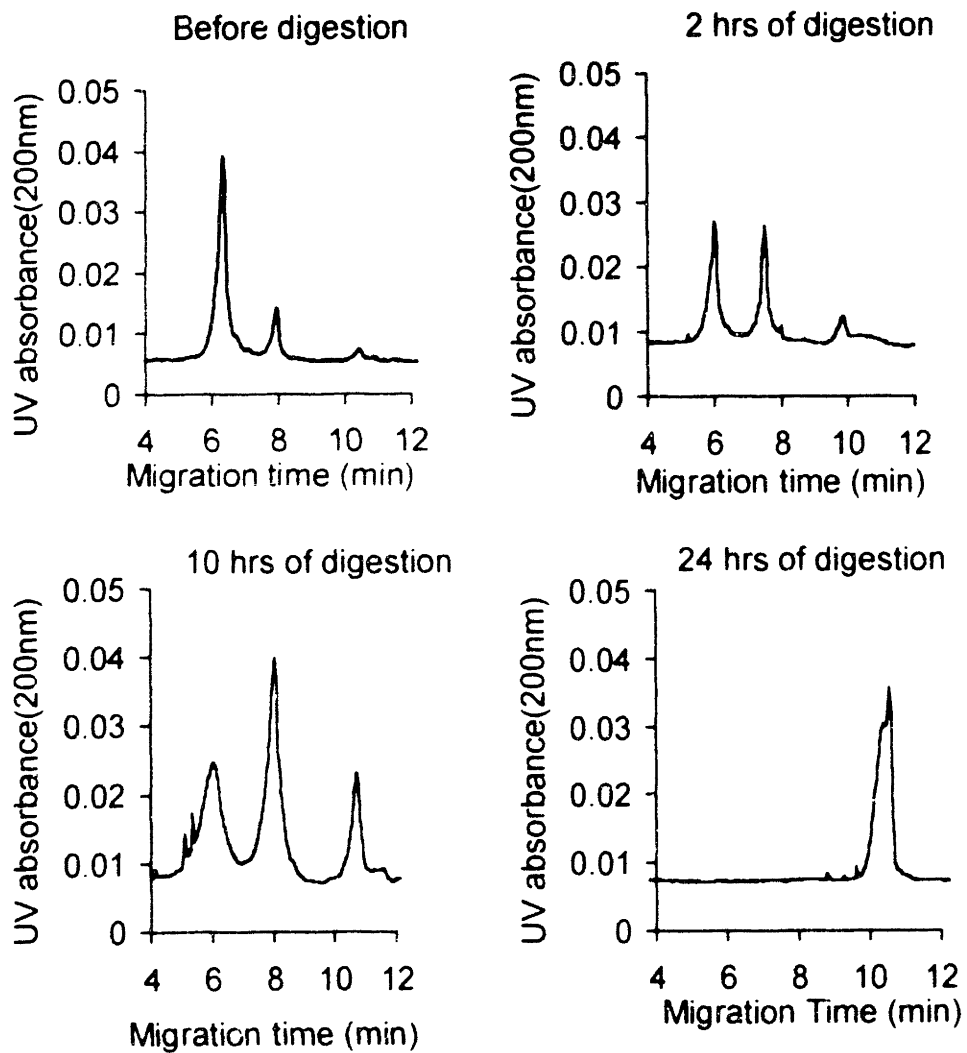 Before digestion
UV absorbance(200nm)
0.05
0.04
0.03
0.02
0.01
0
4 6 8 10 12
Migration time (min)
2 hrs of digestion
UV absorbance(200nm)
0.05
0.04
0.03
0.02
0.01
0
4 6 8 10 12
Migration time (min)
10 hrs of digestion
UV absorbance(200nm)
0.05
0.04
0.03
0.02
0.01
0
4 6 8 10 12
Migration time (min)
24 hrs of digestion
UV absorbance(200nm)
0.05
0.04
0.03
0.02
0.01
0
4 6 8 10 12
Migration Time (min)